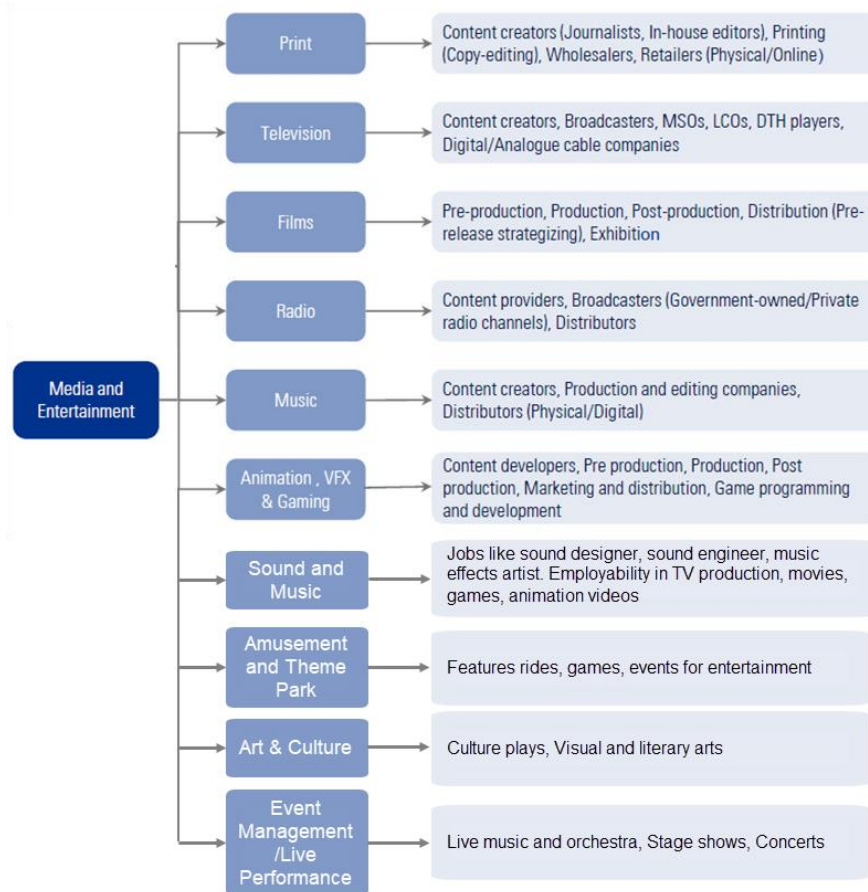 Print
Content creators (Journalists, In-house editors), Printing
(Copy-editing), Wholesalers, Retailers (Physical/Online)
Television
Content creators, Broadcasters, MSOs, LCOs, DTH players,
Digital/Analogue cable companies
Films
Pre-production, Production, Post-production, Distribution (Pre-
release strategizing), Exhibition
Radio
Content providers, Broadcasters (Government-owned/Private
radio channels), Distributors
Media and
Entertainment
Music
Content creators, Production and editing companies,
Distributors (Physical/Digital)
Animation , VFX
& Gaming
Content developers, Pre production, Production, Post
production, Marketing and distribution, Game programming
and development
Sound and
Music
Jobs like sound designer, sound engineer, music
effects artist. Employability in TV production, movies,
games, animation videos
Amusement
and Theme
Park
Features rides, games, events for entertainment
Art & Culture
Culture plays, Visual and literary arts
Event
Management
/Live
Performance
Live music and orchestra, Stage shows, Concerts